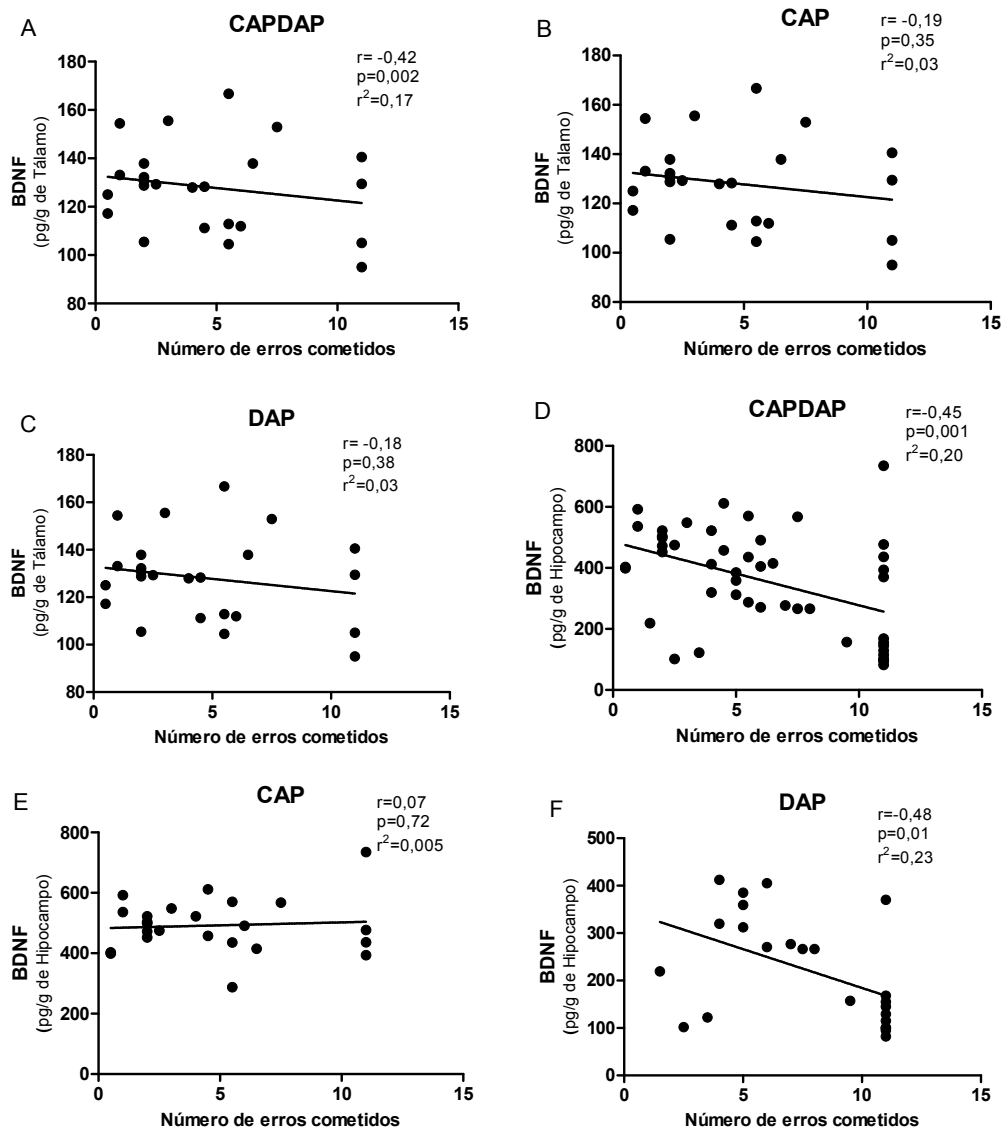 A
CAPDAP
r= -0,42
p=0,002
r²=0,17
BDNF
(pg/g de Tálamo)
180
160
140
120
100
80
0
5
10
15
Número de erros cometidos
B
CAP
r= -0,19
p=0,35
r²=0,03
BDNF
(pg/g de Tálamo)
180
160
140
120
100
80
0
5
10
15
Número de erros cometidos
C
DAP
r= -0,18
p=0,38
r²=0,03
BDNF
(pg/g de Tálamo)
180
160
140
120
100
80
0
5
10
15
Número de erros cometidos
D
CAPDAP
r=-0,45
p=0,001
r²=0,20
BDNF
(pg/g de Hipocampo)
800
600
400
200
0
0
5
10
15
Número de erros cometidos
E
CAP
r=0,07
p=0,72
r²=0,005
BDNF
(pg/g de Hipocampo)
800
600
400
200
0
0
5
10
15
Número de erros cometidos
F
DAP
r=-0,48
p=0,01
r²=0,23
BDNF
(pg/g de Hipocampo)
500
400
300
200
100
0
0
5
10
15
Número de erros cometidos